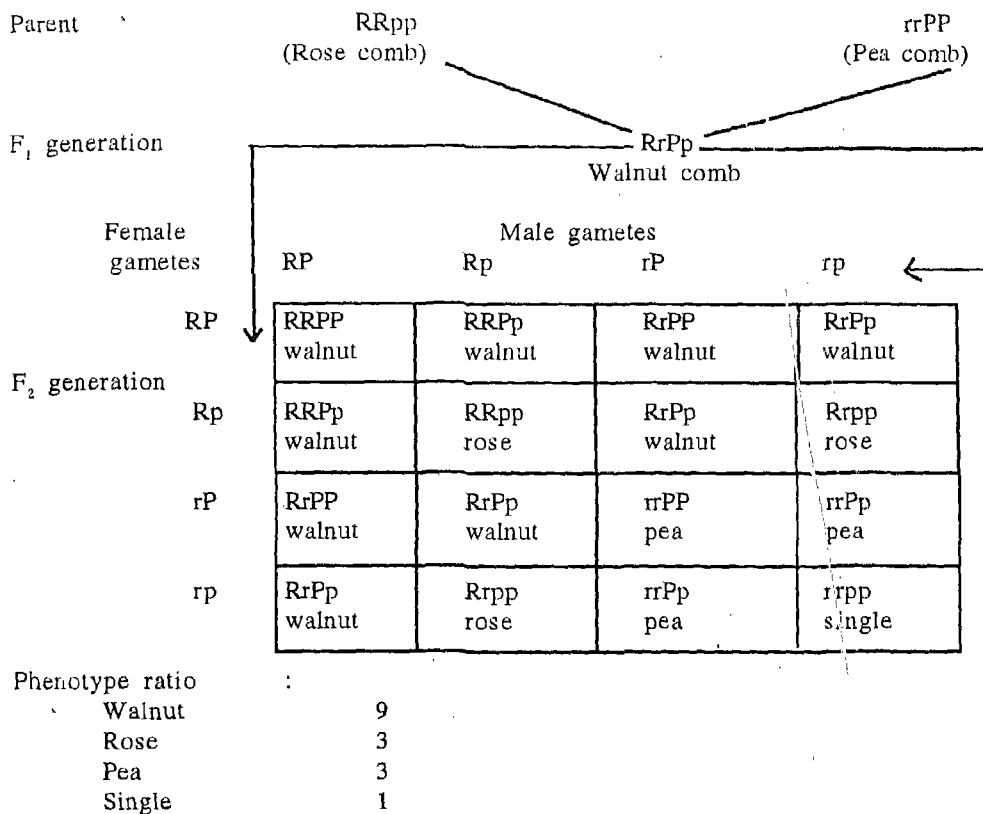 Parent RRpp rrPP
(Rose comb) (Pea comb)
F₁ generation RrPp
Walnut comb
Female Male gametes
gametes RP Rp rP rp
RP RRPP RRPp RrPP RrPp
walnut walnut walnut walnut
F₂ generation
Rp RRPp RRpp RrPp Rrpp
walnut rose walnut rose
rP RrPP RrPp rrPP rrPp
walnut walnut pea pea
rp RrPp Rrpp rrPp rrpp
walnut rose pea single
Phenotype ratio :
Walnut 9
Rose 3
Pea 3
Single 1